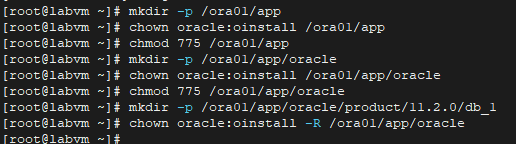 [root@labvm ~]# mkdir -p /ora01/app
[root@labvm ~]# chown oracle:oinstall /ora01/app
[root@labvm ~]# chmod 775 /ora01/app
[root@labvm ~]# mkdir -p /ora01/app/oracle
[root@labvm ~]# chown oracle:oinstall /ora01/app/oracle
[root@labvm ~]# chmod 775 /ora01/app/oracle
[root@labvm ~]# mkdir -p /ora01/app/oracle/product/11.2.0/db_1
[root@labvm ~]# chown oracle:oinstall -R /ora01/app/oracle
[root@labvm ~]#